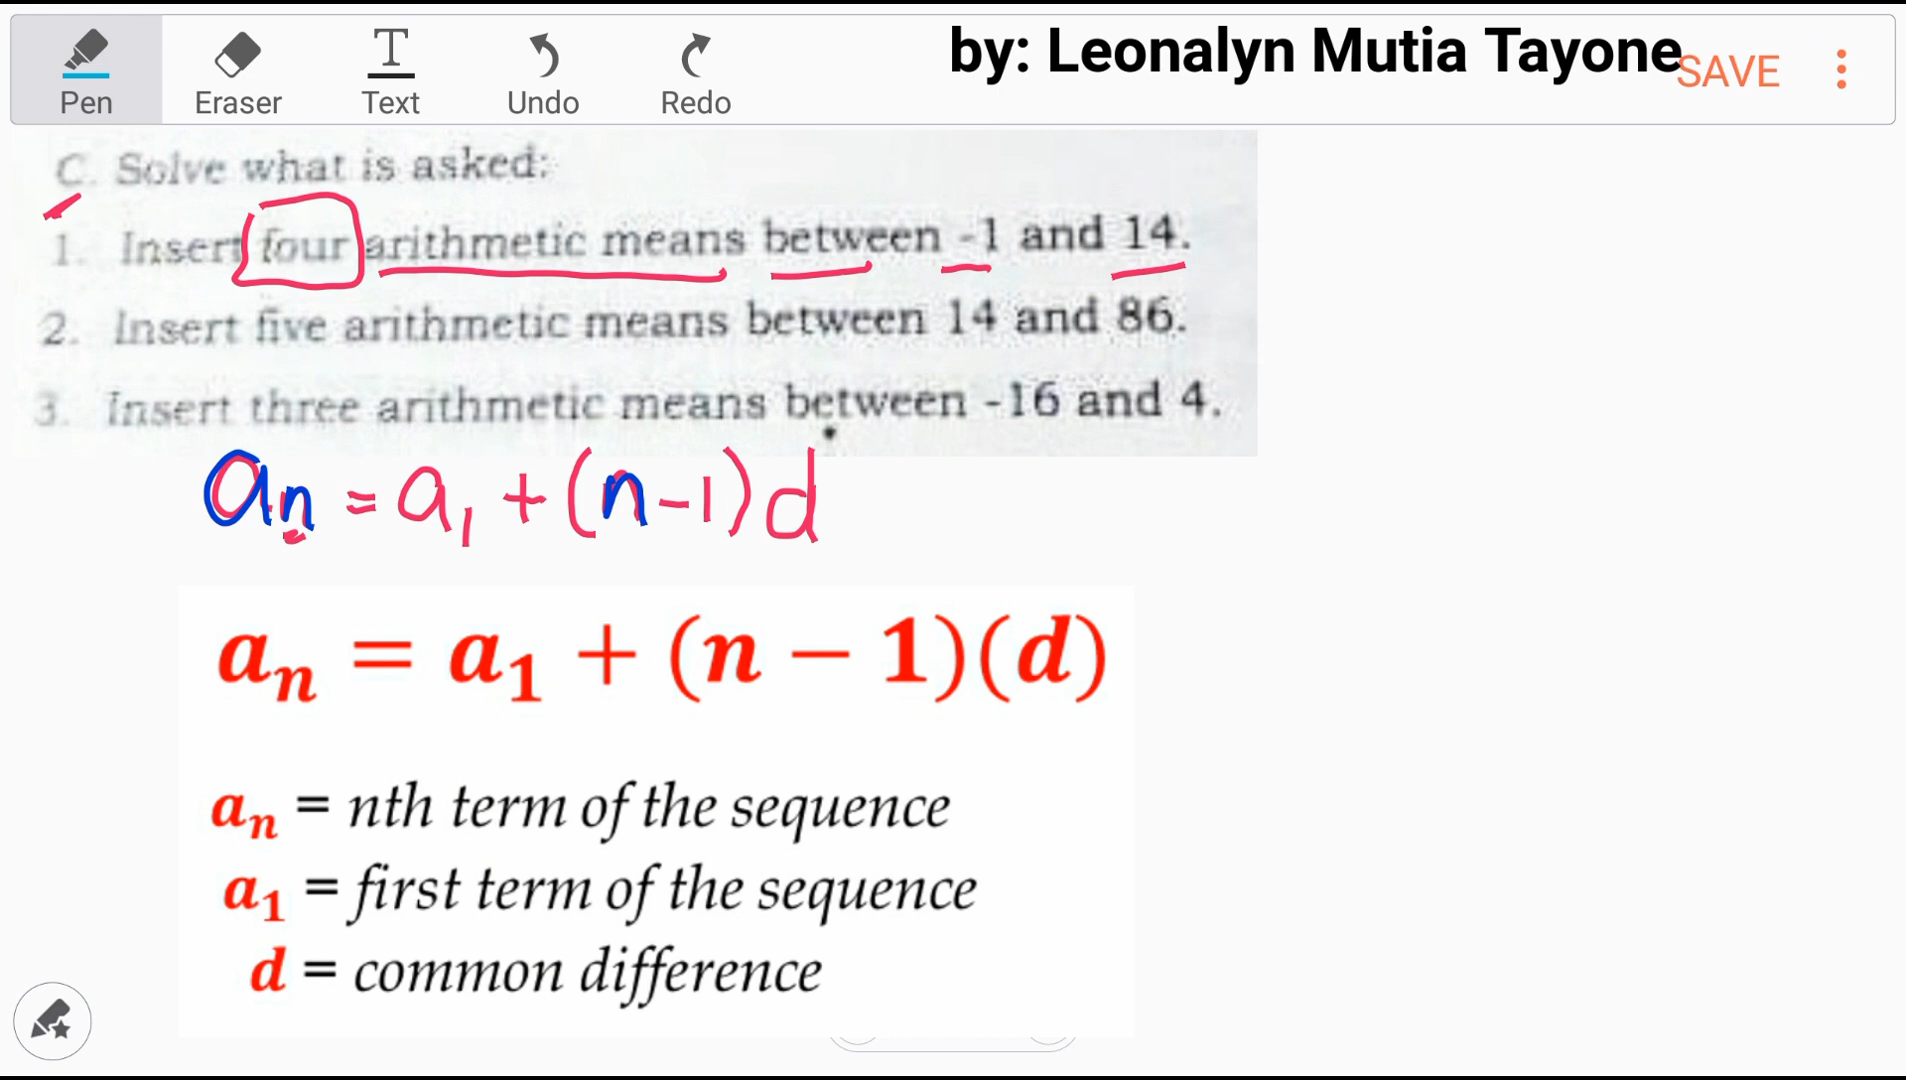 by: Leonalyn Mutia Tayone
SAVE
Pen Eraser Text Undo Redo
C. Solve what is asked:
1. Insert four arithmetic means between -1 and 14.
2. Insert five arithmetic means between 14 and 86.
3. Insert three arithmetic means between -16 and 4.
an = a1 + (n-1)d
aₙ = a₁ + (n − 1)(d)
aₙ = nth term of the sequence
a₁ = first term of the sequence
d = common difference